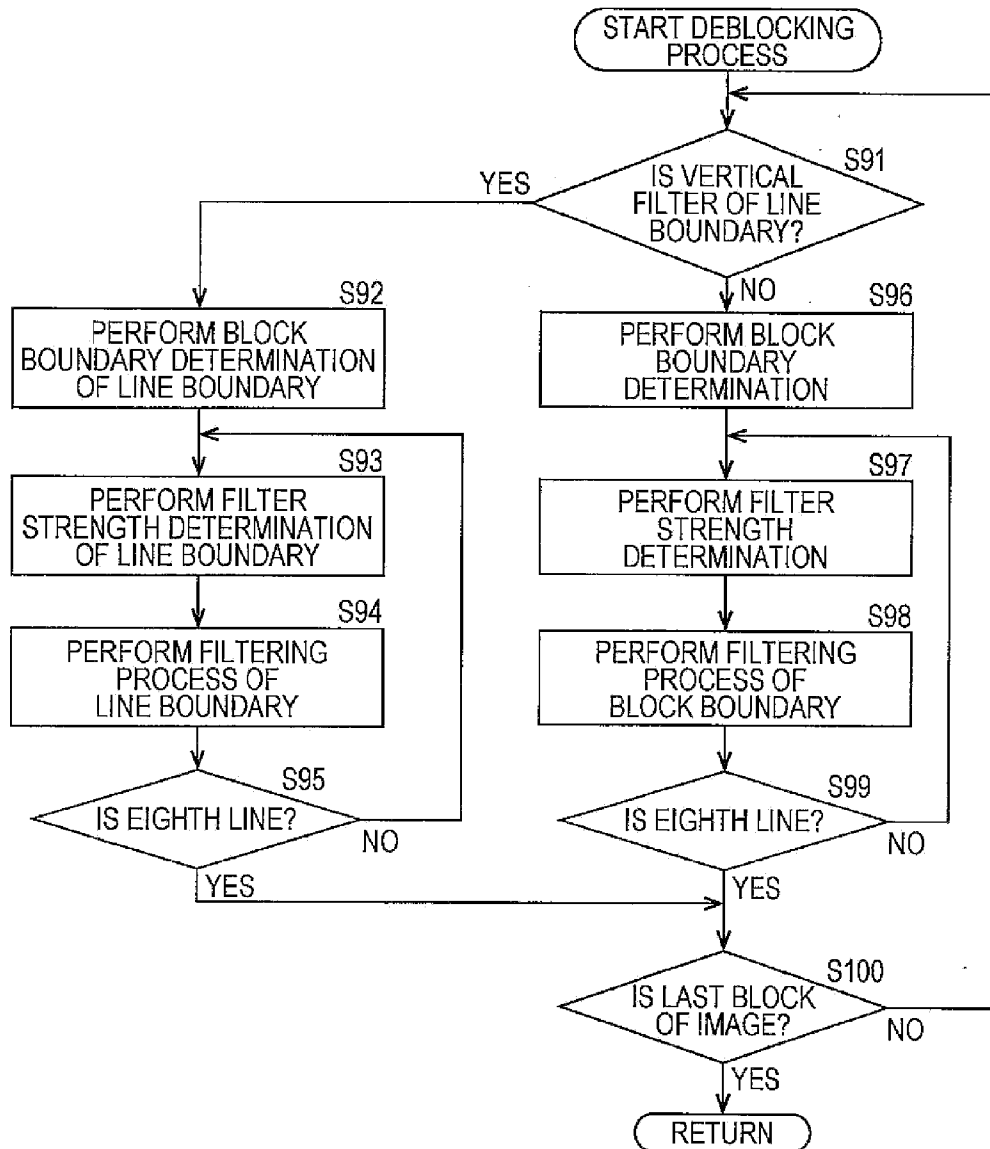 START DEBLOCKING
PROCESS
S91
IS VERTICAL
FILTER OF LINE
BOUNDARY?
YES
NO
S92
PERFORM BLOCK
BOUNDARY DETERMINATION
OF LINE BOUNDARY
S96
PERFORM BLOCK
BOUNDARY
DETERMINATION
S93
PERFORM FILTER
STRENGTH DETERMINATION
OF LINE BOUNDARY
S97
PERFORM FILTER
STRENGTH
DETERMINATION
S94
PERFORM FILTERING
PROCESS OF
LINE BOUNDARY
S98
PERFORM FILTERING
PROCESS OF
BLOCK BOUNDARY
S95
IS EIGHTH LINE?
NO
YES
S99
IS EIGHTH LINE?
NO
YES
S100
IS LAST BLOCK
OF IMAGE?
NO
YES
RETURN